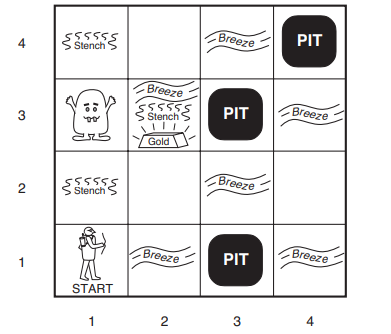 4 Stench Breeze PIT
Breeze
3 Stench PIT Breeze
Gold
2 Stench Breeze
1 Breeze PIT Breeze
START
1 2 3 4